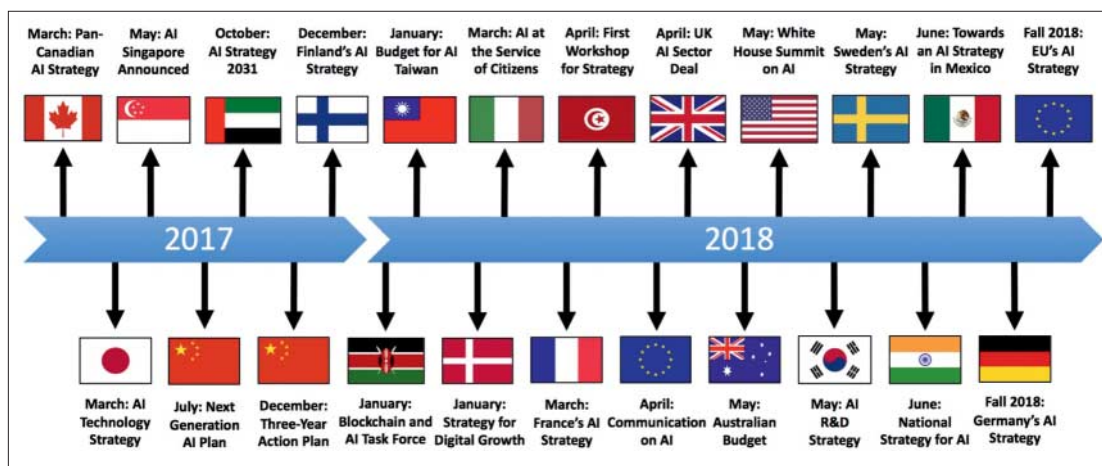 March: Pan-
Canadian
AI Strategy
May: AI
Singapore
Announced
October:
AI Strategy
2031
December:
Finland's AI
Strategy
January:
Budget for AI
Taiwan
March: AI at
the Service
of Citizens
April: First
Workshop
for Strategy
April: UK
AI Sector
Deal
May: White
House Summit
on AI
May:
Sweden's AI
Strategy
June: Towards
an AI Strategy
in Mexico
Fall 2018:
EU's AI
Strategy
2017
2018
March: AI
Technology
Strategy
July: Next
Generation
AI Plan
December:
Three-Year
Action Plan
January:
Blockchain and
AI Task Force
January:
Strategy for
Digital Growth
March:
France's AI
Strategy
April:
Communication
on AI
May:
Australian
Budget
May: AI
R&D
Strategy
June:
National
Strategy for AI
Fall 2018:
Germany's AI
Strategy